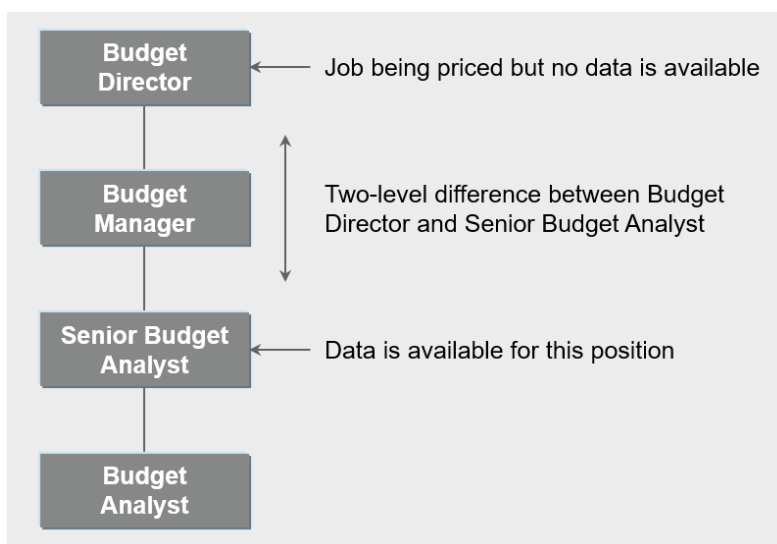 Budget
Director
Job being priced but no data is available
Budget
Manager
Two-level difference between Budget
Director and Senior Budget Analyst
Senior Budget
Analyst
Data is available for this position
Budget
Analyst